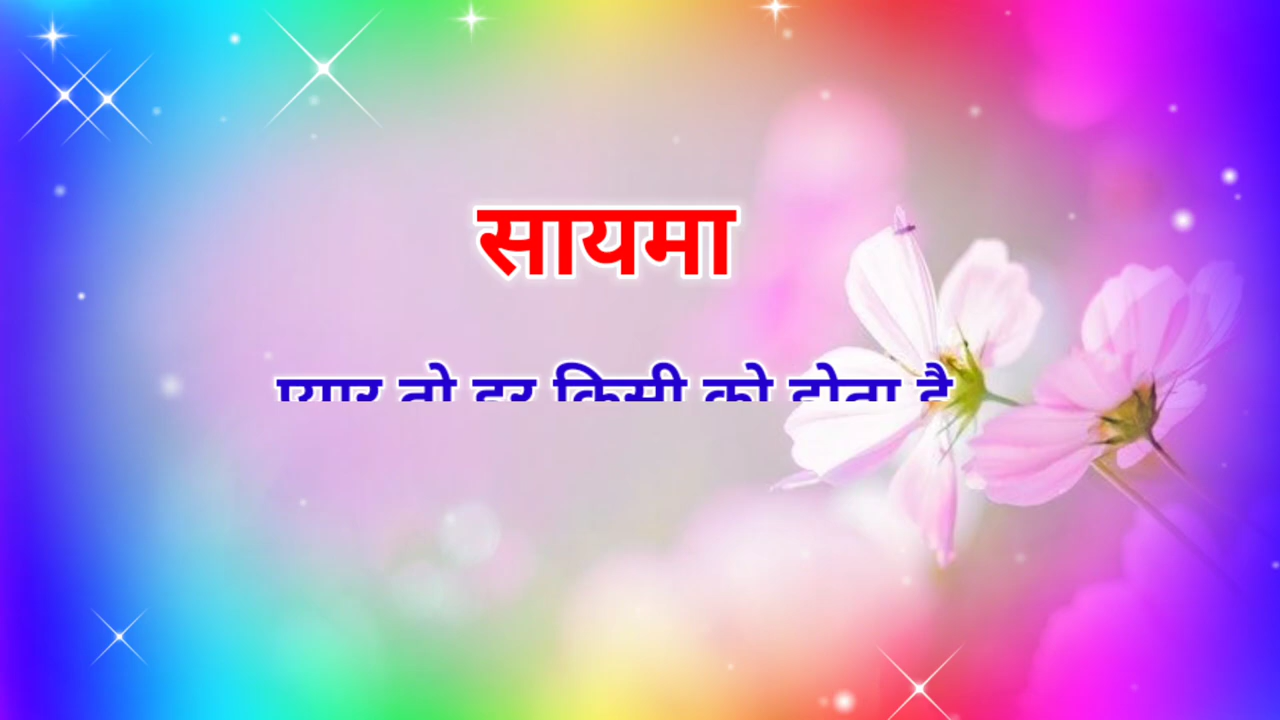 सायमा
प्यार तो हर किसी को होता है